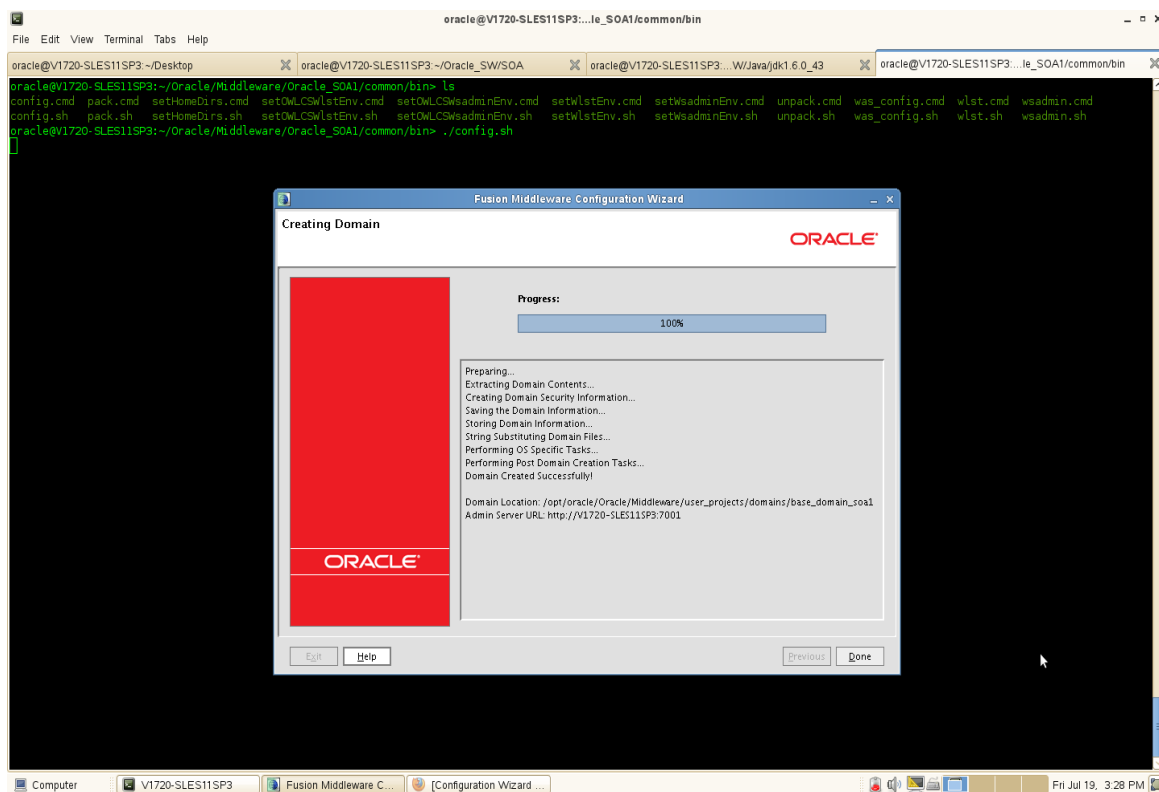 oracle@V1720-SLES11SP3:...le_SOA1/common/bin
File Edit View Terminal Tabs Help
oracle@V1720-SLES11SP3:~/Desktop
oracle@V1720-SLES11SP3:~/Oracle_SW/SOA
oracle@V1720-SLES11SP3:...W/Java/jdk1.6.0_43
oracle@V1720-SLES11SP3:...le_SOA1/common/bin
oracle@V1720-SLES11SP3:~/Oracle/Middleware/Oracle_SOA1/common/bin> ls
config.cmd pack.cmd setHomeDirs.cmd setOWLCSWlstEnv.cmd setOWLCSWsadminEnv.cmd setWlstEnv.cmd setWsadminEnv.cmd unpack.cmd was_config.cmd wlst.cmd wsadmin.cmd
config.sh pack.sh setHomeDirs.sh setOWLCSWlstEnv.sh setOWLCSWsadminEnv.sh setWlstEnv.sh setWsadminEnv.sh unpack.sh was_config.sh wlst.sh wsadmin.sh
oracle@V1720-SLES11SP3:~/Oracle/Middleware/Oracle_SOA1/common/bin> ./config.sh
Fusion Middleware Configuration Wizard
Creating Domain
ORACLE
Progress:
100%
Preparing...
Extracting Domain Contents...
Creating Domain Security Information...
Saving the Domain Information...
Storing Domain Information...
String Substituting Domain Files...
Performing OS Specific Tasks...
Performing Post Domain Creation Tasks...
Domain Created Successfully!
Domain Location: /opt/oracle/Oracle/Middleware/user_projects/domains/base_domain_soa1
Admin Server URL: http://V1720-SLES11SP3:7001
ORACLE
Exit Help Previous Done
Computer V1720-SLES11SP3 Fusion Middleware C... [Configuration Wizard ... Fri Jul 19, 3:28 PM